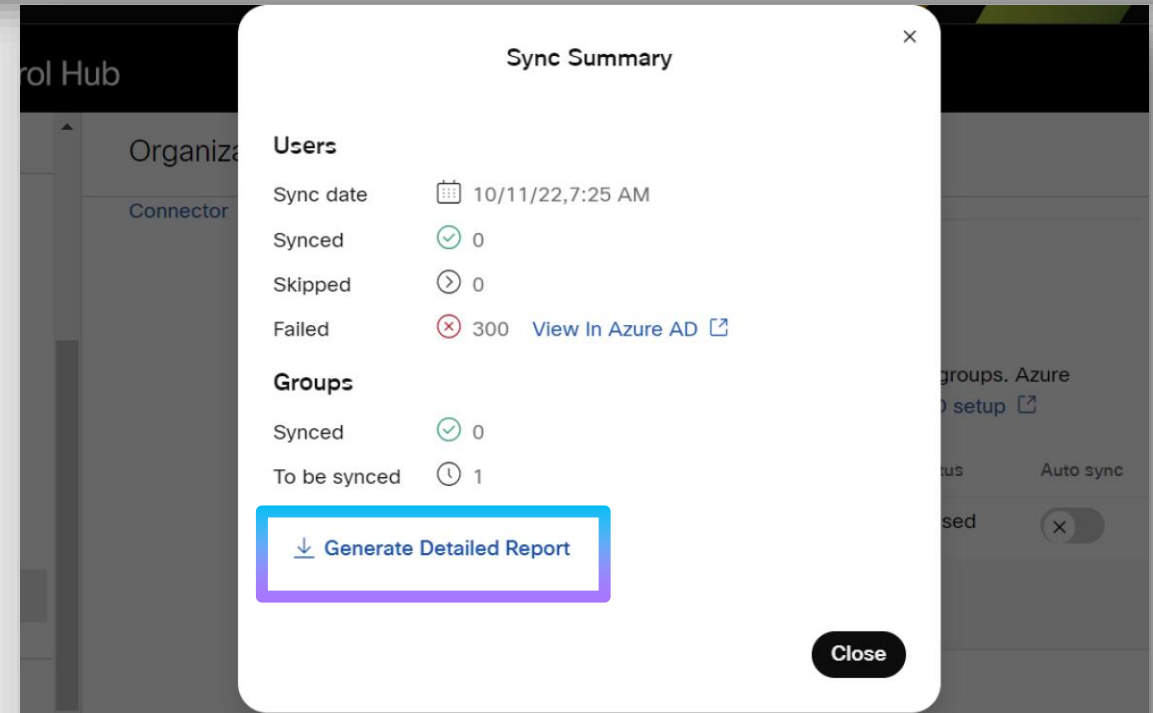 rol Hub
Sync Summary
Organiza
Connector
Users
Sync date 10/11/22,7:25 AM
Synced 0
Skipped 0
Failed 300 View In Azure AD
Groups
Synced 0
To be synced 1
Generate Detailed Report
Close
groups. Azure
D setup
tus Auto sync
sed